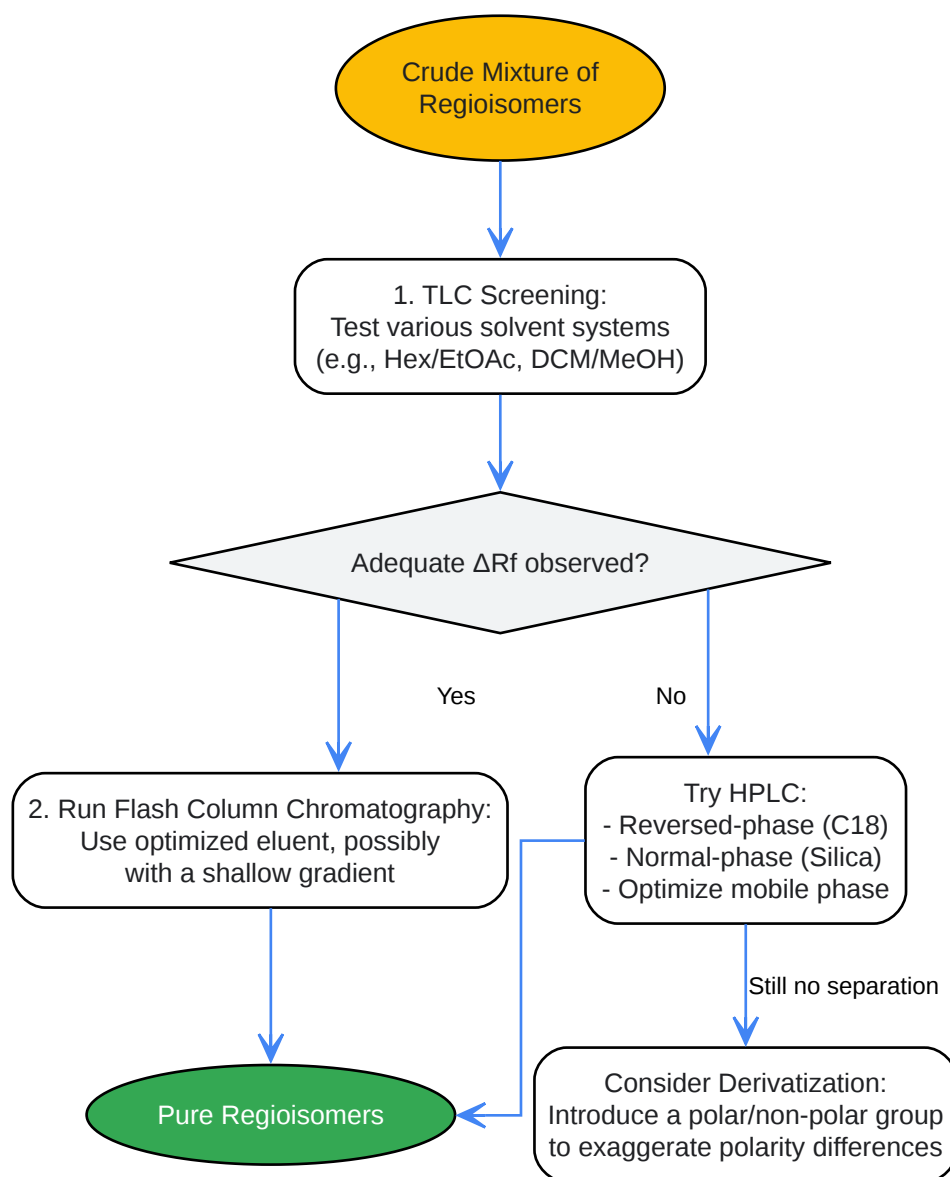 Crude Mixture of
Regioisomers
1. TLC Screening:
Test various solvent systems
(e.g., Hex/EtOAc, DCM/MeOH)
Adequate ΔRf observed?
Yes
No
2. Run Flash Column Chromatography:
Use optimized eluent, possibly
with a shallow gradient
Try HPLC:
- Reversed-phase (C18)
- Normal-phase (Silica)
- Optimize mobile phase
Still no separation
Pure Regioisomers
Consider Derivatization:
Introduce a polar/non-polar group
to exaggerate polarity differences